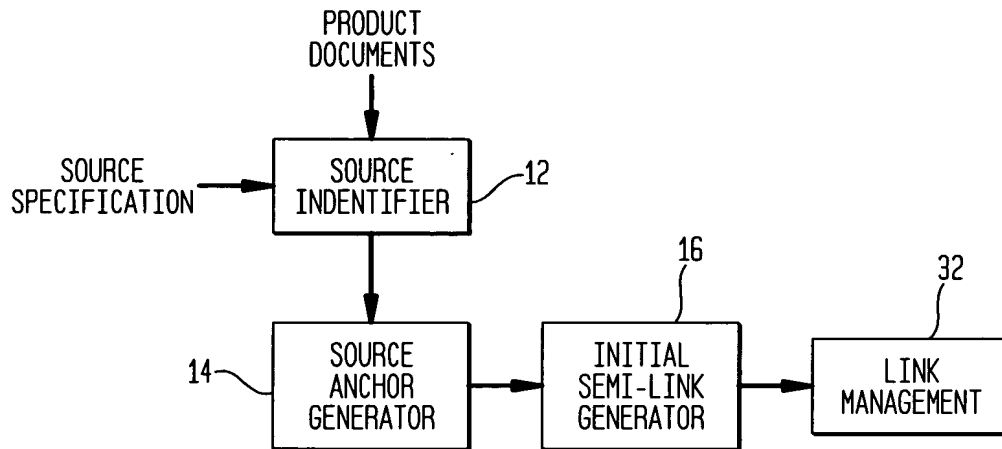 PRODUCT
DOCUMENTS
SOURCE
SPECIFICATION
SOURCE
INDENTIFIER
12
14
SOURCE
ANCHOR
GENERATOR
16
INITIAL
SEMI-LINK
GENERATOR
32
LINK
MANAGEMENT